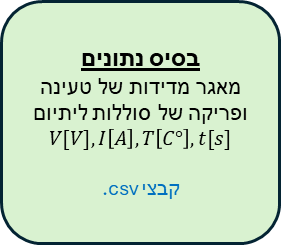 בסיס נתונים
מאגר מדידות של טעינה
ופריקה של סוללות ליתיום
V[V], I[A], T[C°], t[s]
קבצי csv.